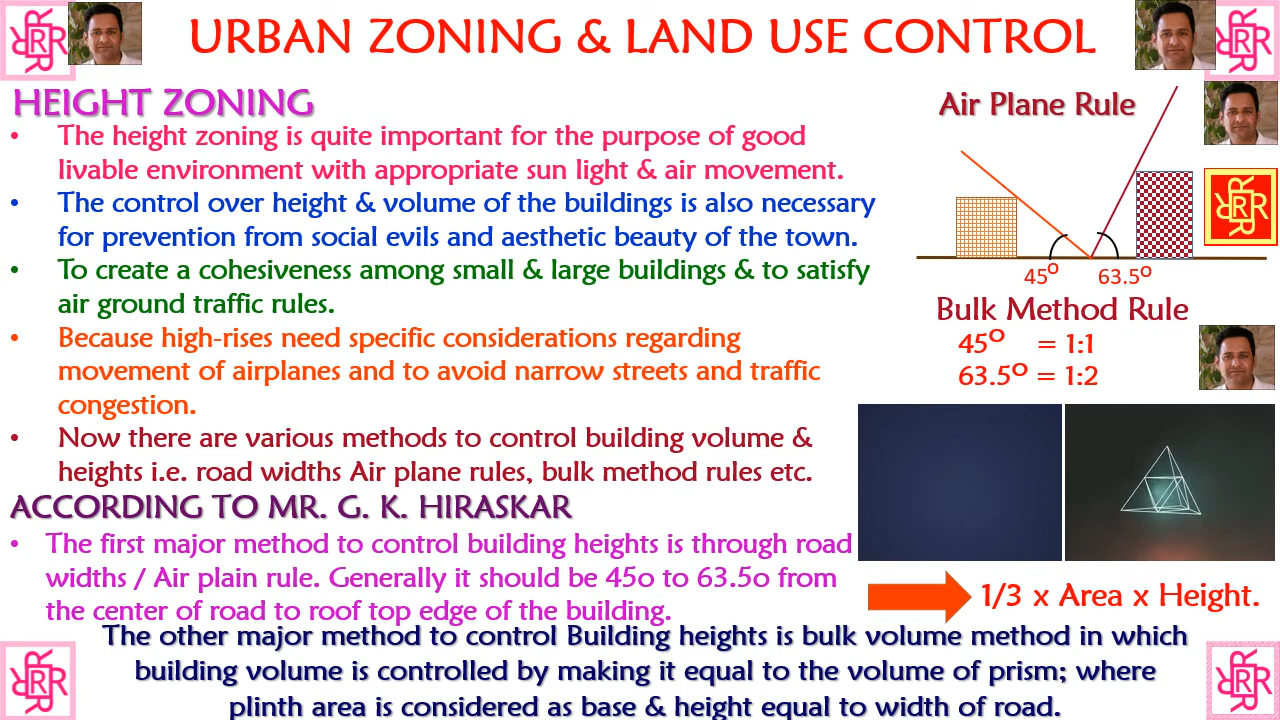 URBAN ZONING & LAND USE CONTROL
HEIGHT ZONING
• The height zoning is quite important for the purpose of good
livable environment with appropriate sun light & air movement.
• The control over height & volume of the buildings is also necessary
for prevention from social evils and aesthetic beauty of the town.
• To create a cohesiveness among small & large buildings & to satisfy
air ground traffic rules.
• Because high-rises need specific considerations regarding
movement of airplanes and to avoid narrow streets and traffic
congestion.
• Now there are various methods to control building volume &
heights i.e. road widths Air plane rules, bulk method rules etc.
ACCORDING TO MR. G. K. HIRASKAR
• The first major method to control building heights is through road
widths / Air plain rule. Generally it should be 45o to 63.5o from
the center of road to roof top edge of the building.
The other major method to control Building heights is bulk volume method in which
building volume is controlled by making it equal to the volume of prism; where
plinth area is considered as base & height equal to width of road.
Air Plane Rule
45⁰ 63.5⁰
Bulk Method Rule
45⁰ = 1:1
63.5⁰ = 1:2
1/3 x Area x Height.
RRRR
RRRR
RRRR
RRRR
RRRR